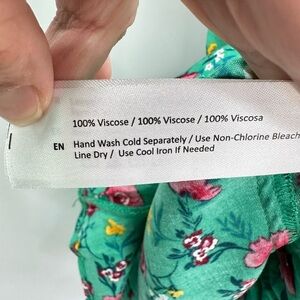 100% Viscose / 100% Viscose / 100% Viscosa
EN Hand Wash Cold Separately / Use Non-Chlorine Bleach
Line Dry / Use Cool Iron If Needed